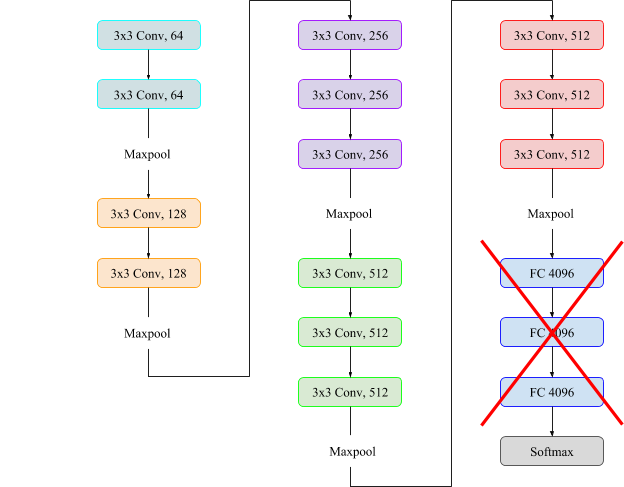 3x3 Conv, 64
3x3 Conv, 64
Maxpool
3x3 Conv, 128
3x3 Conv, 128
Maxpool
3x3 Conv, 256
3x3 Conv, 256
3x3 Conv, 256
Maxpool
3x3 Conv, 512
3x3 Conv, 512
3x3 Conv, 512
Maxpool
3x3 Conv, 512
3x3 Conv, 512
3x3 Conv, 512
Maxpool
FC 4096
FC 4096
FC 4096
Softmax